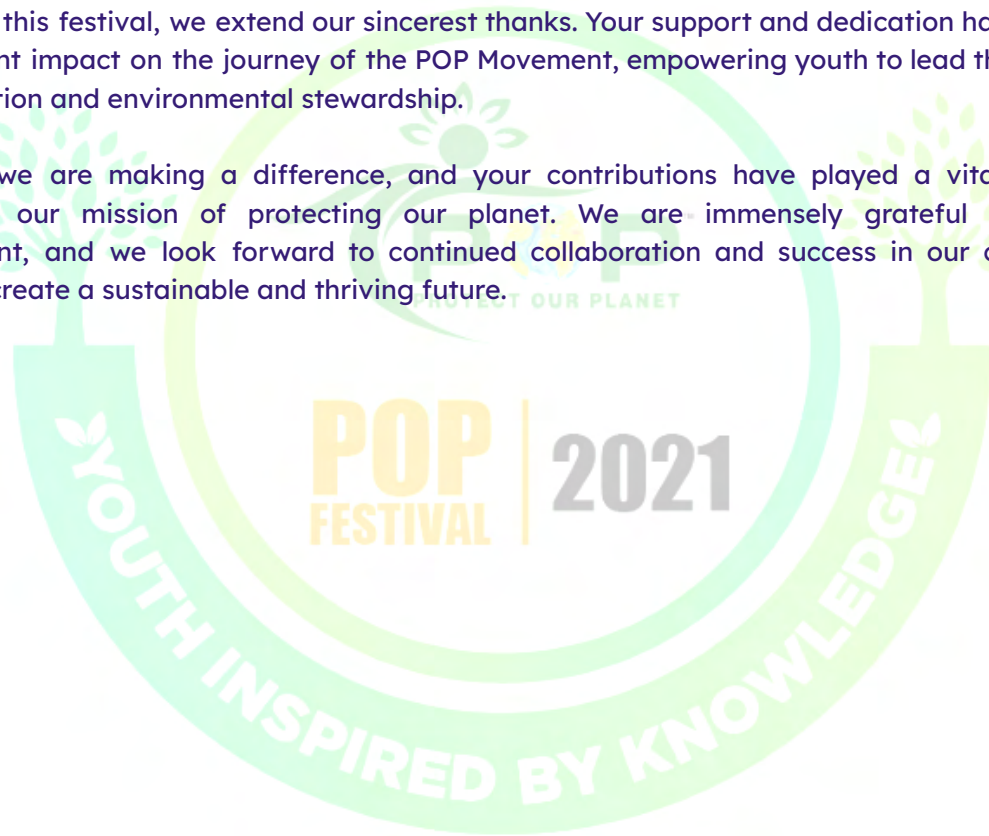 this festival, we extend our sincerest thanks. Your support and dedication ha
nt impact on the journey of the POP Movement, empowering youth to lead th
tion and environmental stewardship.
we are making a difference, and your contributions have played a vita
our mission of protecting our planet. We are immensely grateful
nt, and we look forward to continued collaboration and success in our
create a sustainable and thriving future.
POP
PROTECT OUR PLANET
POP
FESTIVAL
2021
YOUTH INSPIRED BY KNOWLEDGE